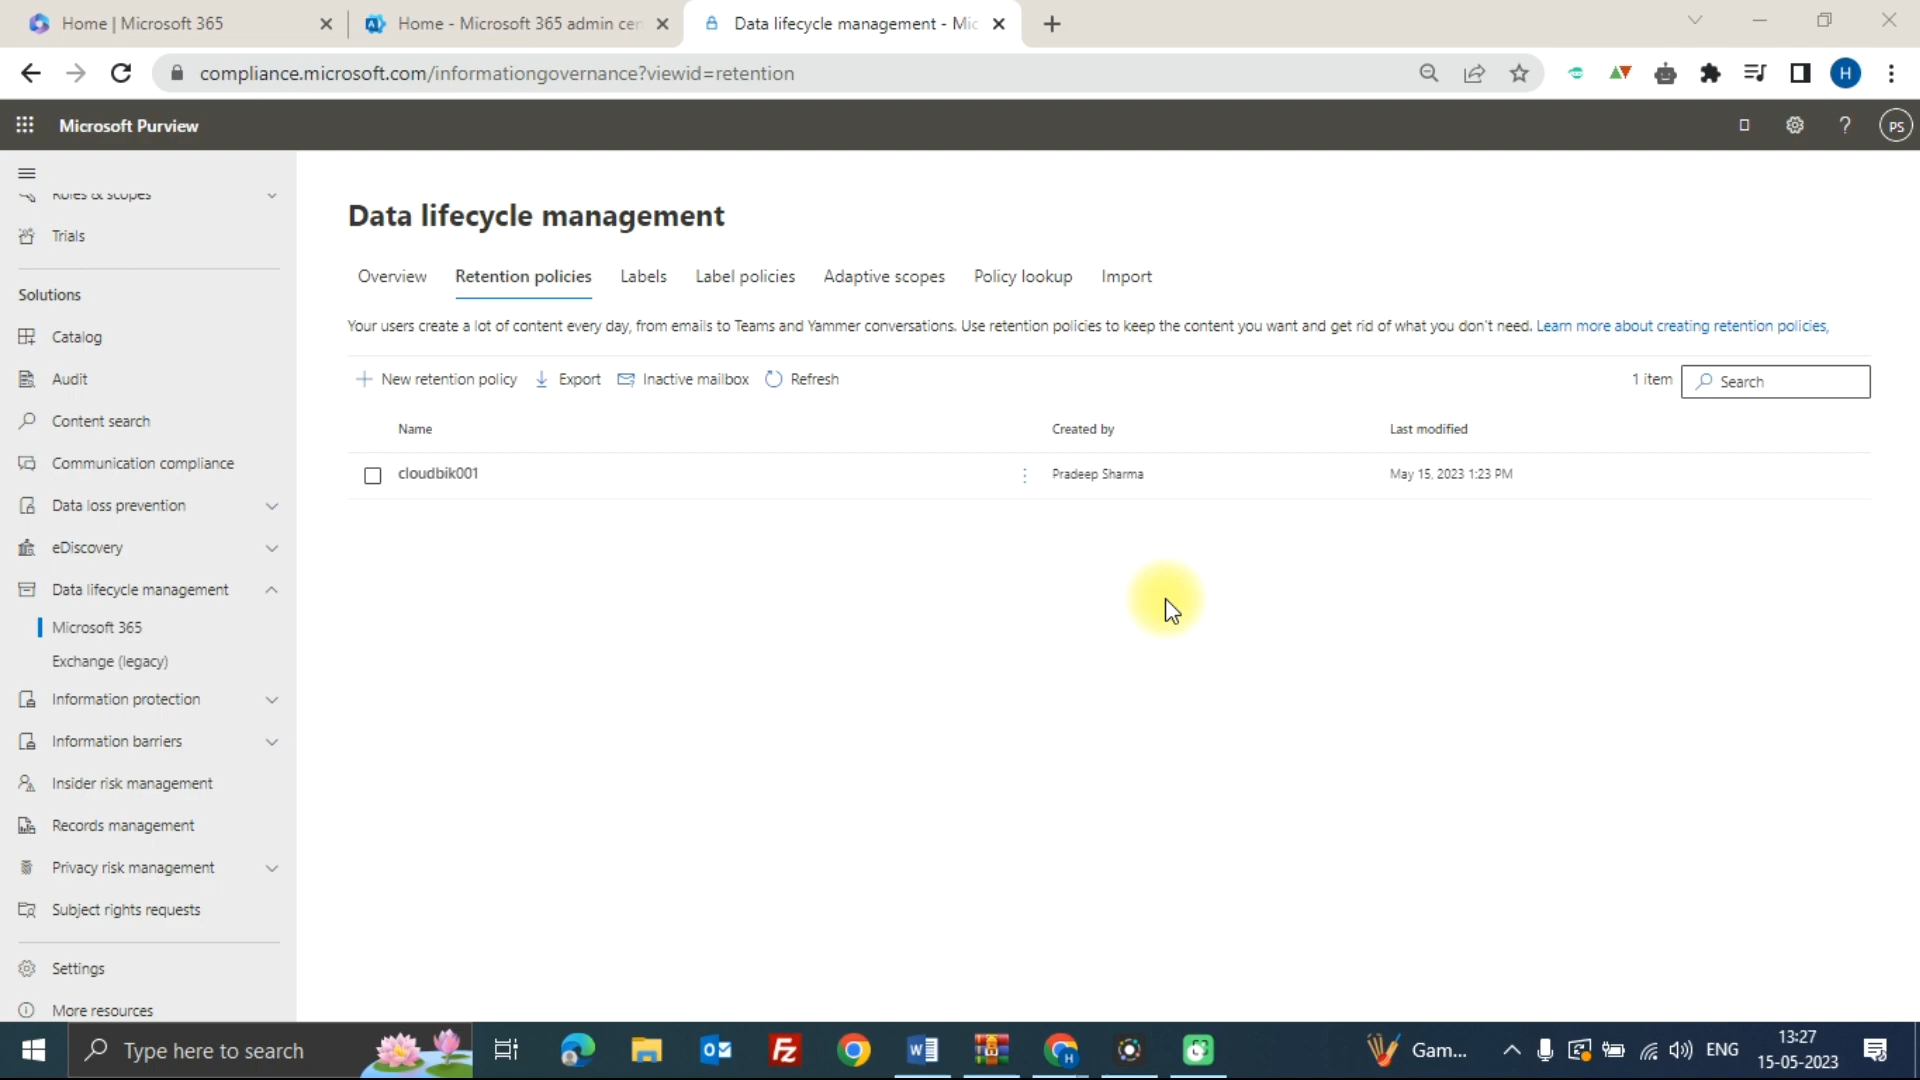 Home | Microsoft 365
Home - Microsoft 365 admin cen
Data lifecycle management - Mic
compliance.microsoft.com/informationgovernance?viewid=retention
H
Microsoft Purview
?
PS
Roles & scopes
Trials
Solutions
Catalog
Audit
Content search
Communication compliance
Data loss prevention
eDiscovery
Data lifecycle management
Microsoft 365
Exchange (legacy)
Information protection
Information barriers
Insider risk management
Records management
Privacy risk management
Subject rights requests
Settings
More resources
Data lifecycle management
Overview Retention policies Labels Label policies Adaptive scopes Policy lookup Import
Your users create a lot of content every day, from emails to Teams and Yammer conversations. Use retention policies to keep the content you want and get rid of what you don't need. Learn more about creating retention policies,
New retention policy Export Inactive mailbox Refresh 1 item Search
Name Created by Last modified
cloudbik001 Pradeep Sharma May 15, 2023 1:23 PM
Type here to search
Gam...
ENG
13:27
15-05-2023